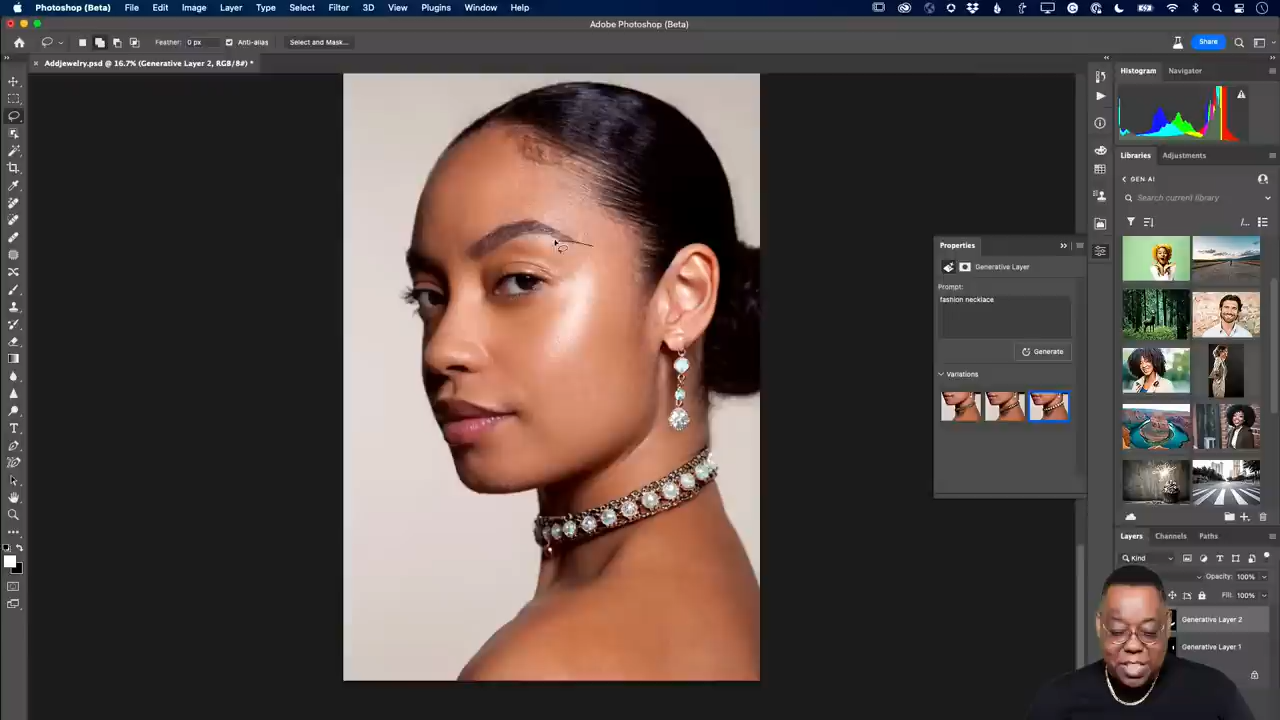 Photoshop (Beta) File Edit Image Layer Type Select Filter 3D View Plugins Window Help
Adobe Photoshop (Beta)
Feather: 0 px Anti-alias Select and Mask... Share
× Addjewelry.psd @ 16.7% (Generative Layer 2, RGB/8#) *
Histogram Navigator
Libraries Adjustments
GEN AI
Search current library
Properties
Generative Layer
Prompt:
fashion necklace
Generate
Variations
Layers Channels Paths
Kind
Opacity: 100%
Fill: 100%
Generative Layer 2
Generative Layer 1